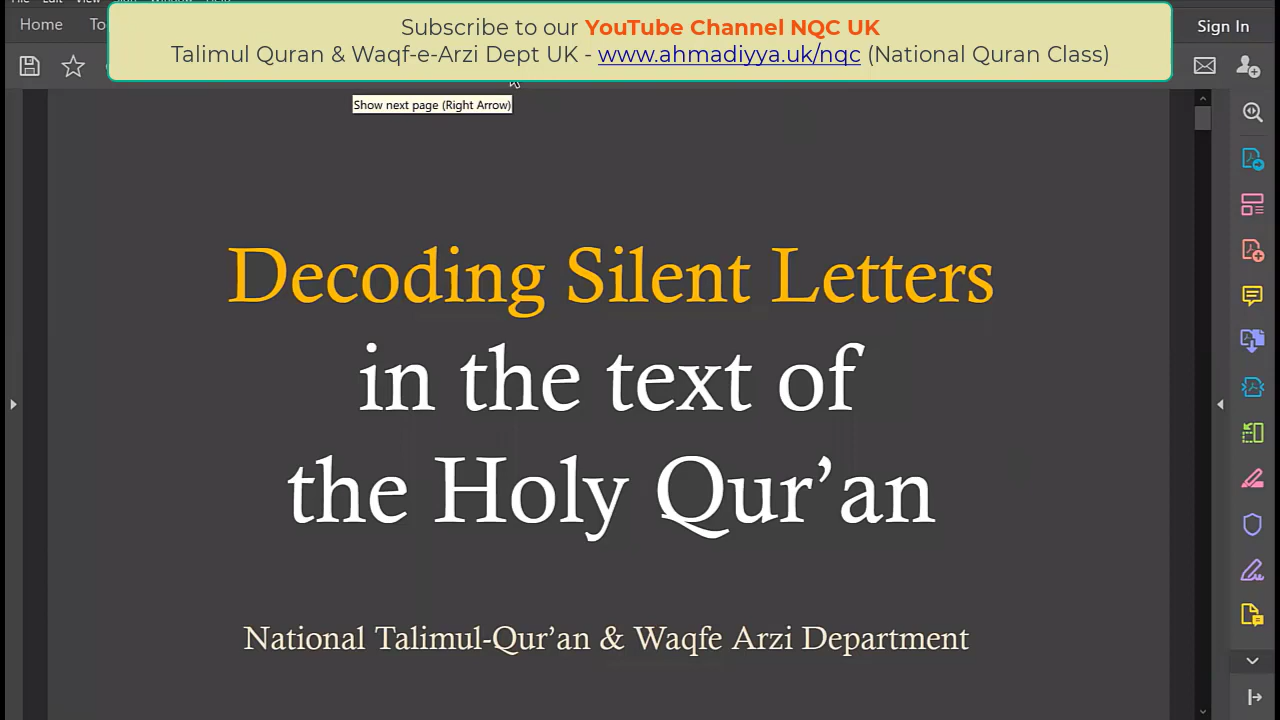 Subscribe to our YouTube Channel NQC UK
Talimul Quran & Waqf-e-Arzi Dept UK - www.ahmadiyya.uk/nqc (National Quran Class)
Home
To
Sign In
Show next page (Right Arrow)
Decoding Silent Letters
in the text of
the Holy Qur’an
National Talimul-Qur’an & Waqfe Arzi Department